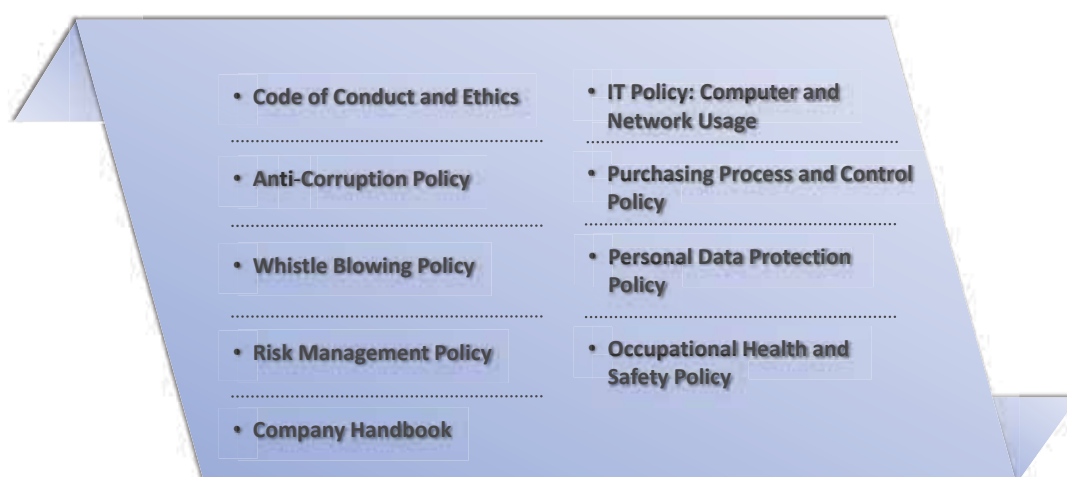 • Code of Conduct and Ethics
• Anti-Corruption Policy
• Whistle Blowing Policy
• Risk Management Policy
• Company Handbook
• IT Policy: Computer and
Network Usage
• Purchasing Process and Control
Policy
• Personal Data Protection
Policy
• Occupational Health and
Safety Policy